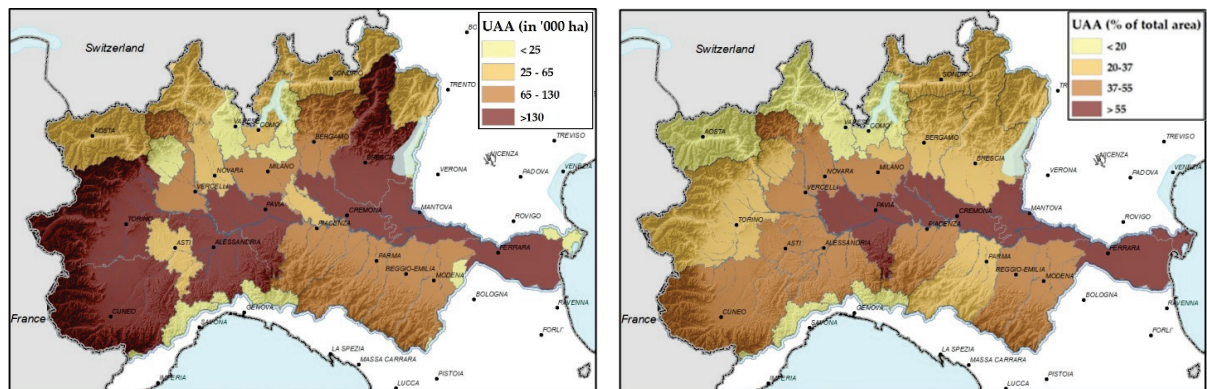 UAA (in '000 ha)
< 25
25 - 65
65 - 130
>130
Switzerland
SONDRIO
TRENTO
AOSTA
VARESE
COMO
BERGAMO
TREVISO
BRESCIA
VICENZA
NOVARA
MILANO
VERONA
VENEZIA
PADOVA
VERCELLI
PAVIA
CREMONA
MANTOVA
ROVIGO
TORINO
PIACENZA
ASTI
ALESSANDRIA
FERRARA
PARMA
REGGIO-EMILIA
MODENA
BOLOGNA
RAVENNA
France
CUNEO
GENOVA
SAVONA
FORLI'
LA SPEZIA
MASSA CARRARA
IMPERIA
LUCCA
PISTOIA
UAA (% of total area)
<20
20-37
37-55
> 55
Switzerland
SONDRIO
AOSTA
VARESE
COMO
BERGAMO
TREVISO
BRESCIA
VICENZA
NOVARA
MILANO
VERONA
VENEZIA
PADOVA
VERCELLI
PAVIA
CREMONA
MANTOVA
ROVIGO
TORINO
PIACENZA
ASTI
ALESSANDRIA
FERRARA
PARMA
REGGIO-EMILIA
MODENA
BOLOGNA
RAVENNA
France
CUNEO
GENOVA
SAVONA
FORLI'
LA SPEZIA
MASSA CARRARA
IMPERIA
LUCCA
PISTOIA